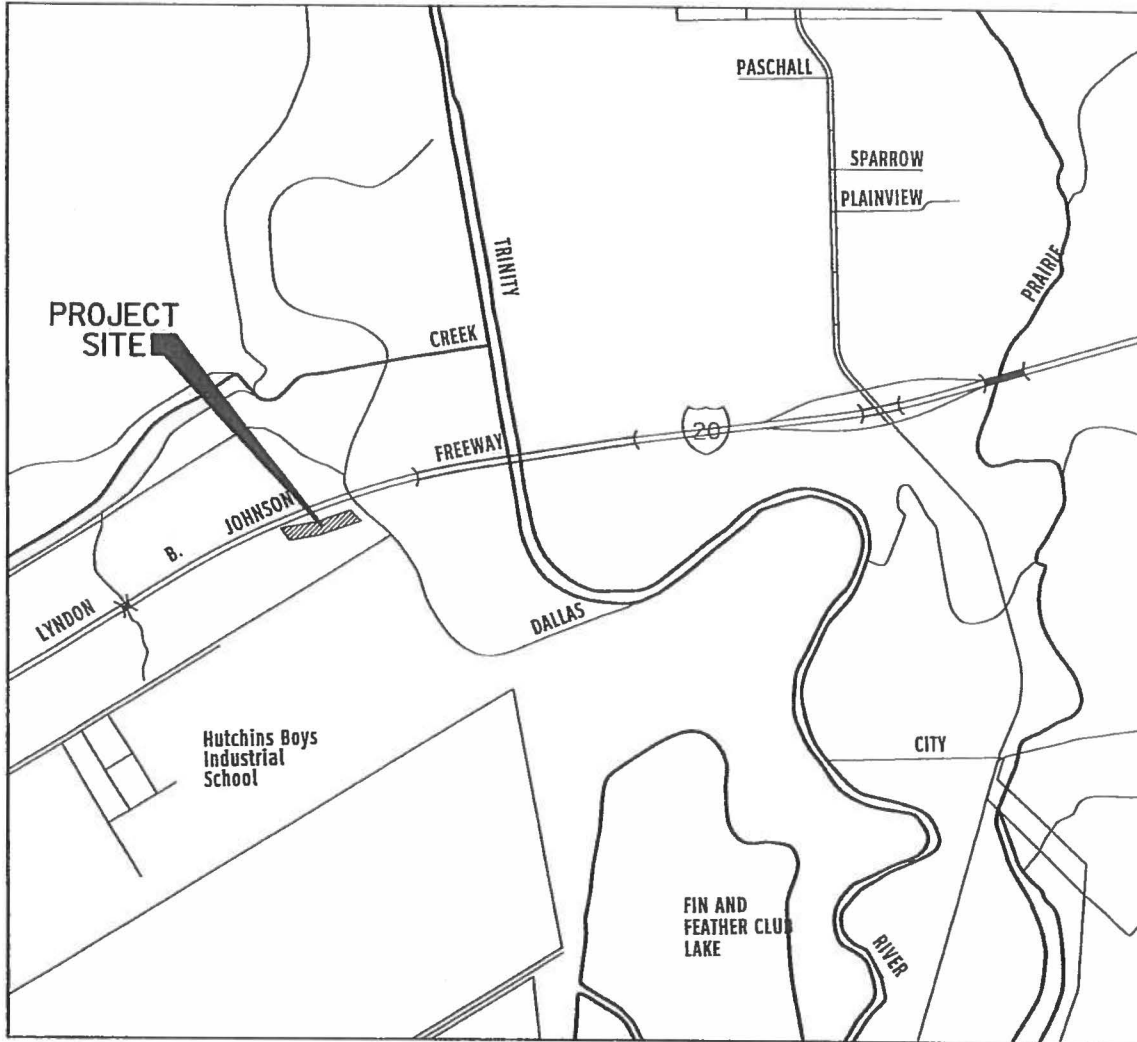 PASCHALL
SPARROW
PLAINVIEW
TRINITY
PRAIRIE
PROJECT
SITE
CREEK
FREEWAY
20
JOHNSON
B.
LYNDON
DALLAS
Hutchins Boys
Industrial
School
CITY
FIN AND
FEATHER CLUB
LAKE
RIVER